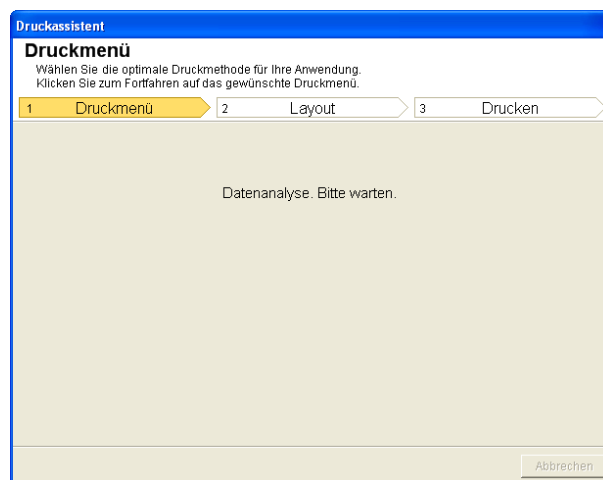 Druckassistent
Druckmenü
Wählen Sie die optimale Druckmethode für Ihre Anwendung.
Klicken Sie zum Fortfahren auf das gewünschte Druckmenü.
1 Druckmenü 2 Layout 3 Drucken
Datenanalyse. Bitte warten.
Abbrechen